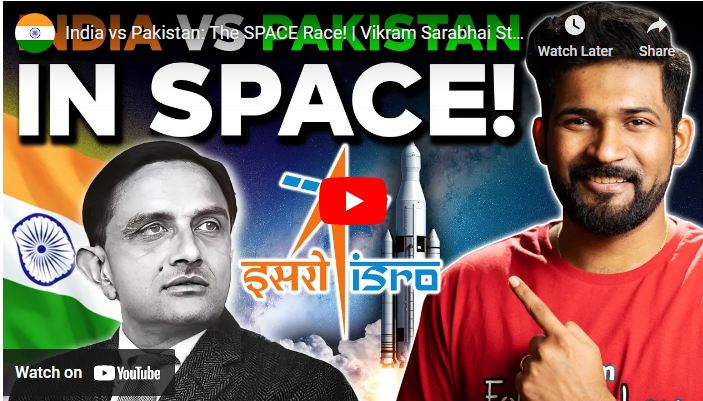 India vs Pakistan: The SPACE Race! | Vikram Sarabhai St...
INDIA VS PAKISTAN
Watch Later
Share
IN SPACE!
इसरो isro
Watch on YouTube